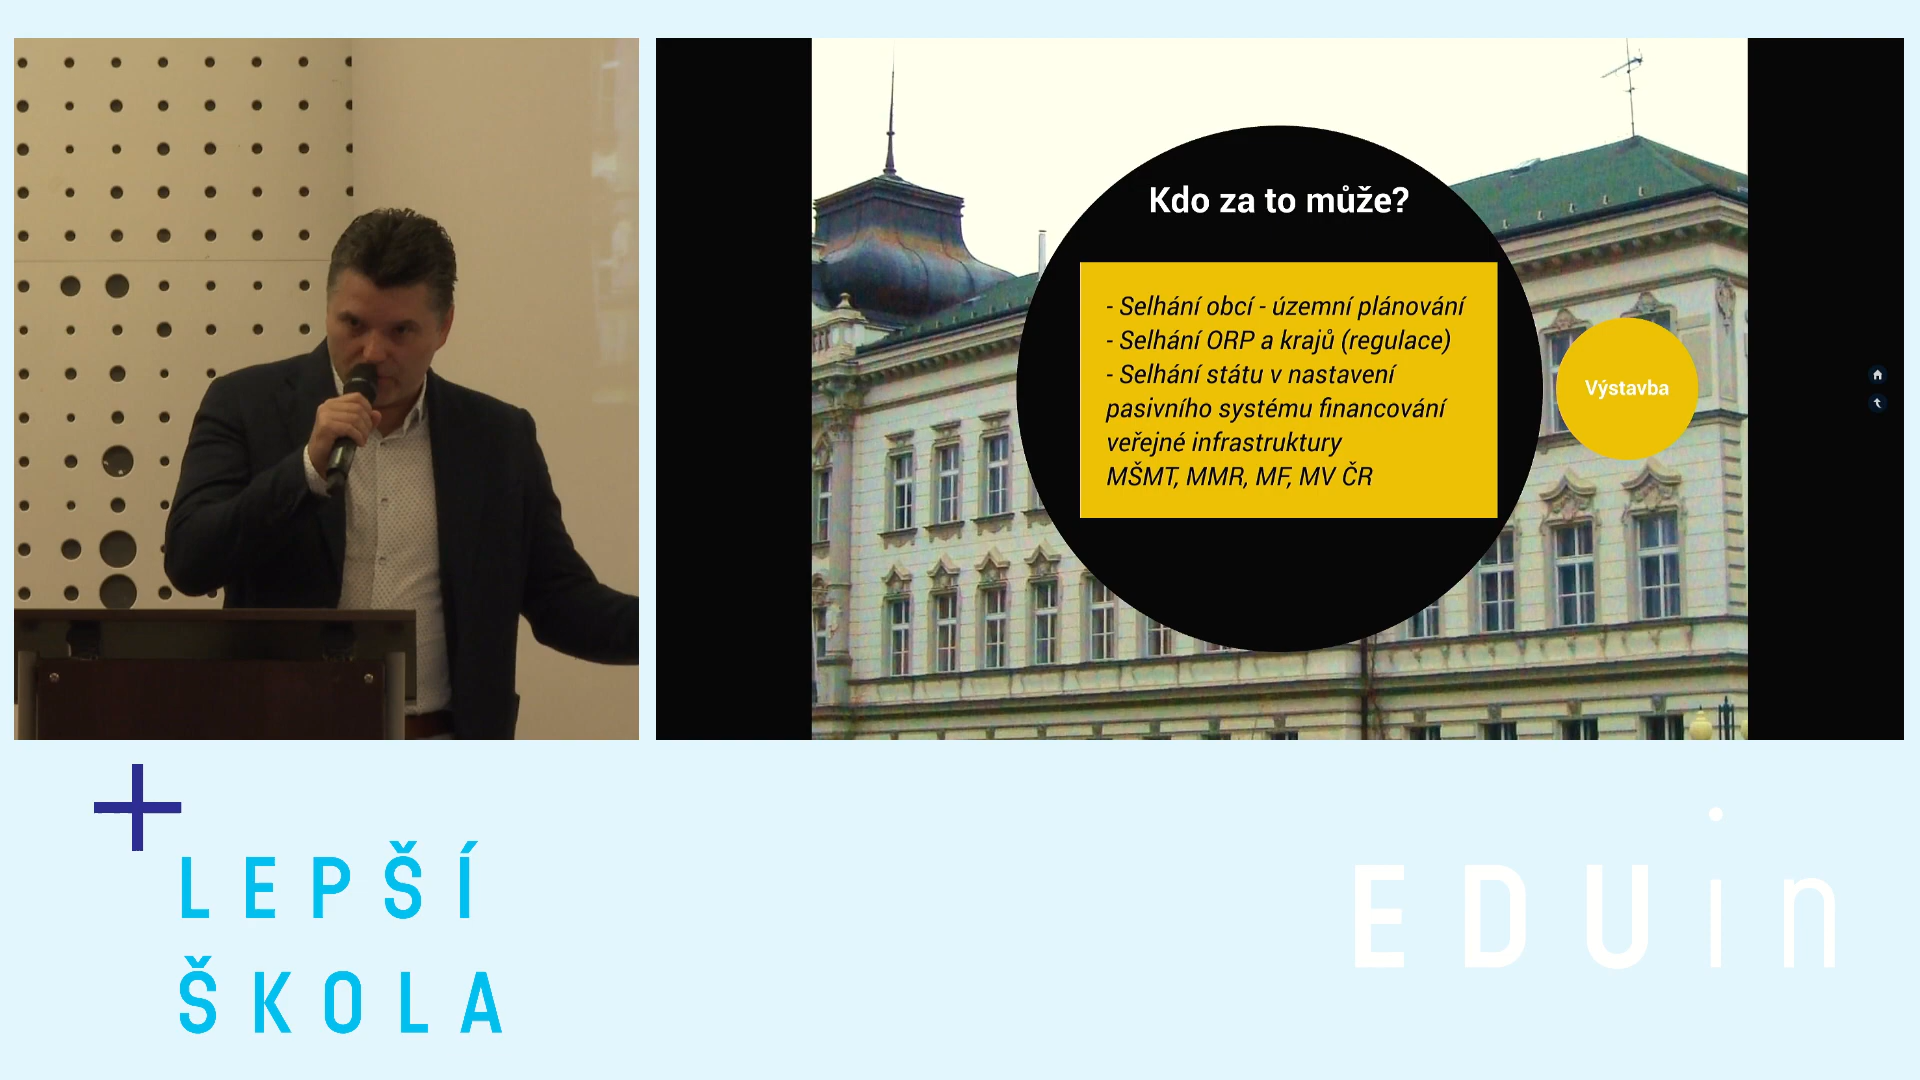 Kdo za to může?
- Selhání obcí - územní plánování
- Selhání ORP a krajů (regulace)
- Selhání státu v nastavení
pasivního systému financování
veřejné infrastruktury
MŠMT, MMR, MF, MV ČR
Výstavba
LEPŠÍ
ŠKOLA
EDUin